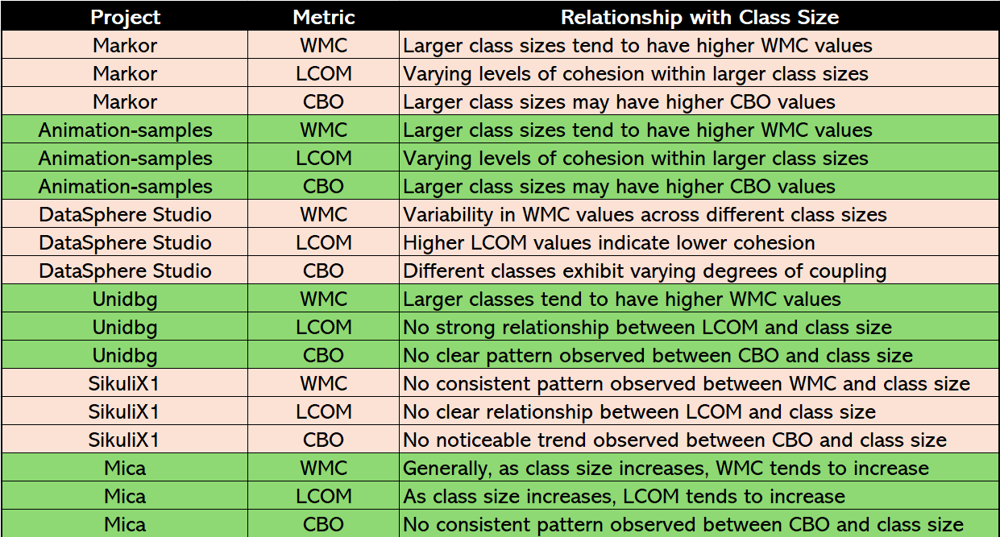 Project Metric Relationship with Class Size
Markor WMC Larger class sizes tend to have higher WMC values
Markor LCOM Varying levels of cohesion within larger class sizes
Markor CBO Larger class sizes may have higher CBO values
Animation-samples WMC Larger class sizes tend to have higher WMC values
Animation-samples LCOM Varying levels of cohesion within larger class sizes
Animation-samples CBO Larger class sizes may have higher CBO values
DataSphere Studio WMC Variability in WMC values across different class sizes
DataSphere Studio LCOM Higher LCOM values indicate lower cohesion
DataSphere Studio CBO Different classes exhibit varying degrees of coupling
Unidbg WMC Larger classes tend to have higher WMC values
Unidbg LCOM No strong relationship between LCOM and class size
Unidbg CBO No clear pattern observed between CBO and class size
SikuliX1 WMC No consistent pattern observed between WMC and class size
SikuliX1 LCOM No clear relationship between LCOM and class size
SikuliX1 CBO No noticeable trend observed between CBO and class size
Mica WMC Generally, as class size increases, WMC tends to increase
Mica LCOM As class size increases, LCOM tends to increase
Mica CBO No consistent pattern observed between CBO and class size